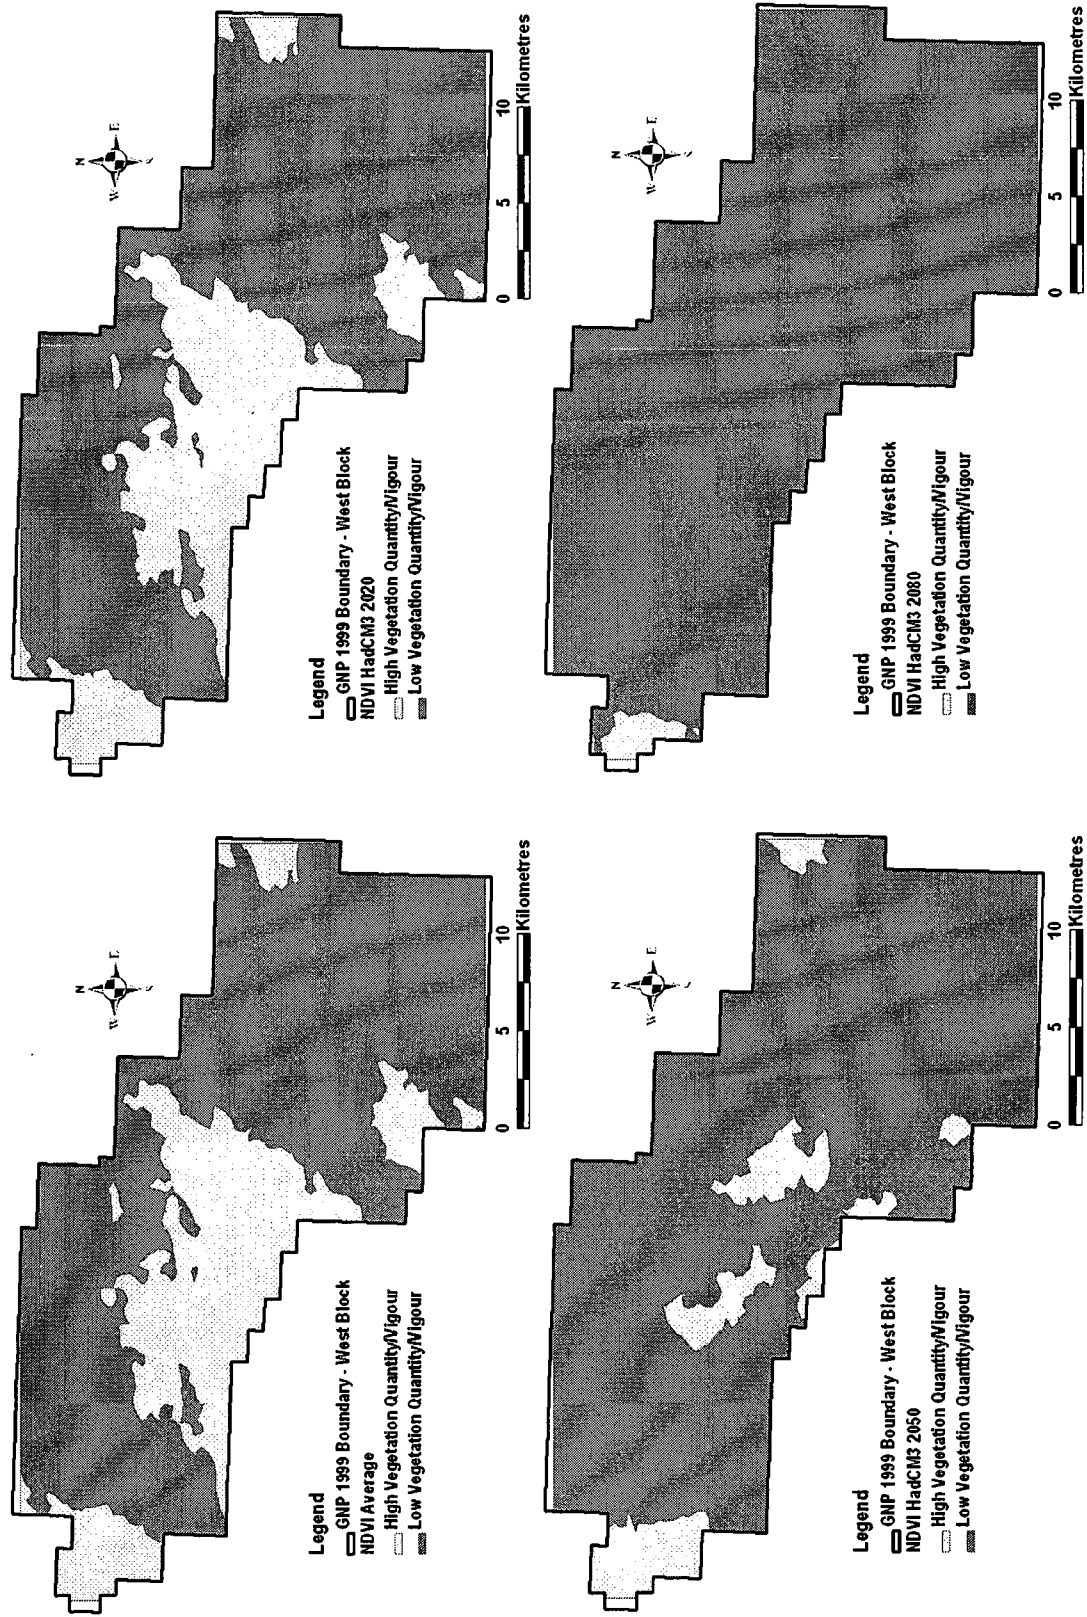 N
W E
S
Legend
GNP 1999 Boundary - West Block
NDVI Average
High Vegetation Quantity/Vigour
Low Vegetation Quantity/Vigour
0 5 10 Kilometres
N
W E
S
Legend
GNP 1999 Boundary - West Block
NDVI HadCM3 2020
High Vegetation Quantity/Vigour
Low Vegetation Quantity/Vigour
0 5 10 Kilometres
N
W E
S
Legend
GNP 1999 Boundary - West Block
NDVI HadCM3 2050
High Vegetation Quantity/Vigour
Low Vegetation Quantity/Vigour
0 5 10 Kilometres
N
W E
S
Legend
GNP 1999 Boundary - West Block
NDVI HadCM3 2080
High Vegetation Quantity/Vigour
Low Vegetation Quantity/Vigour
0 5 10 Kilometres